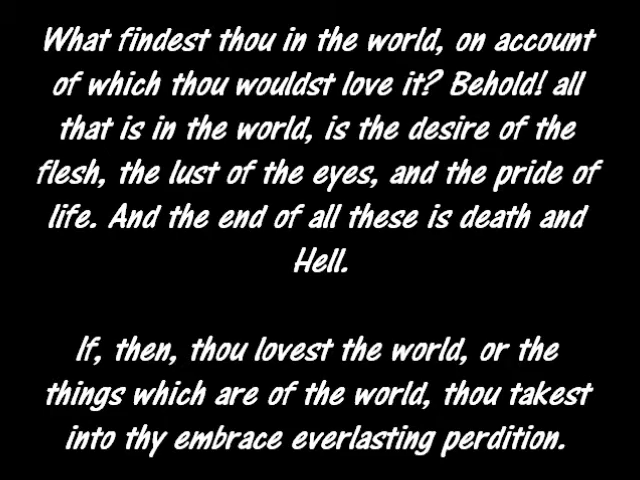 What findest thou in the world, on account
of which thou wouldst love it? Behold! all
that is in the world, is the desire of the
flesh, the lust of the eyes, and the pride of
life. And the end of all these is death and
Hell.
If, then, thou lovest the world, or the
things which are of the world, thou takest
into thy embrace everlasting perdition.